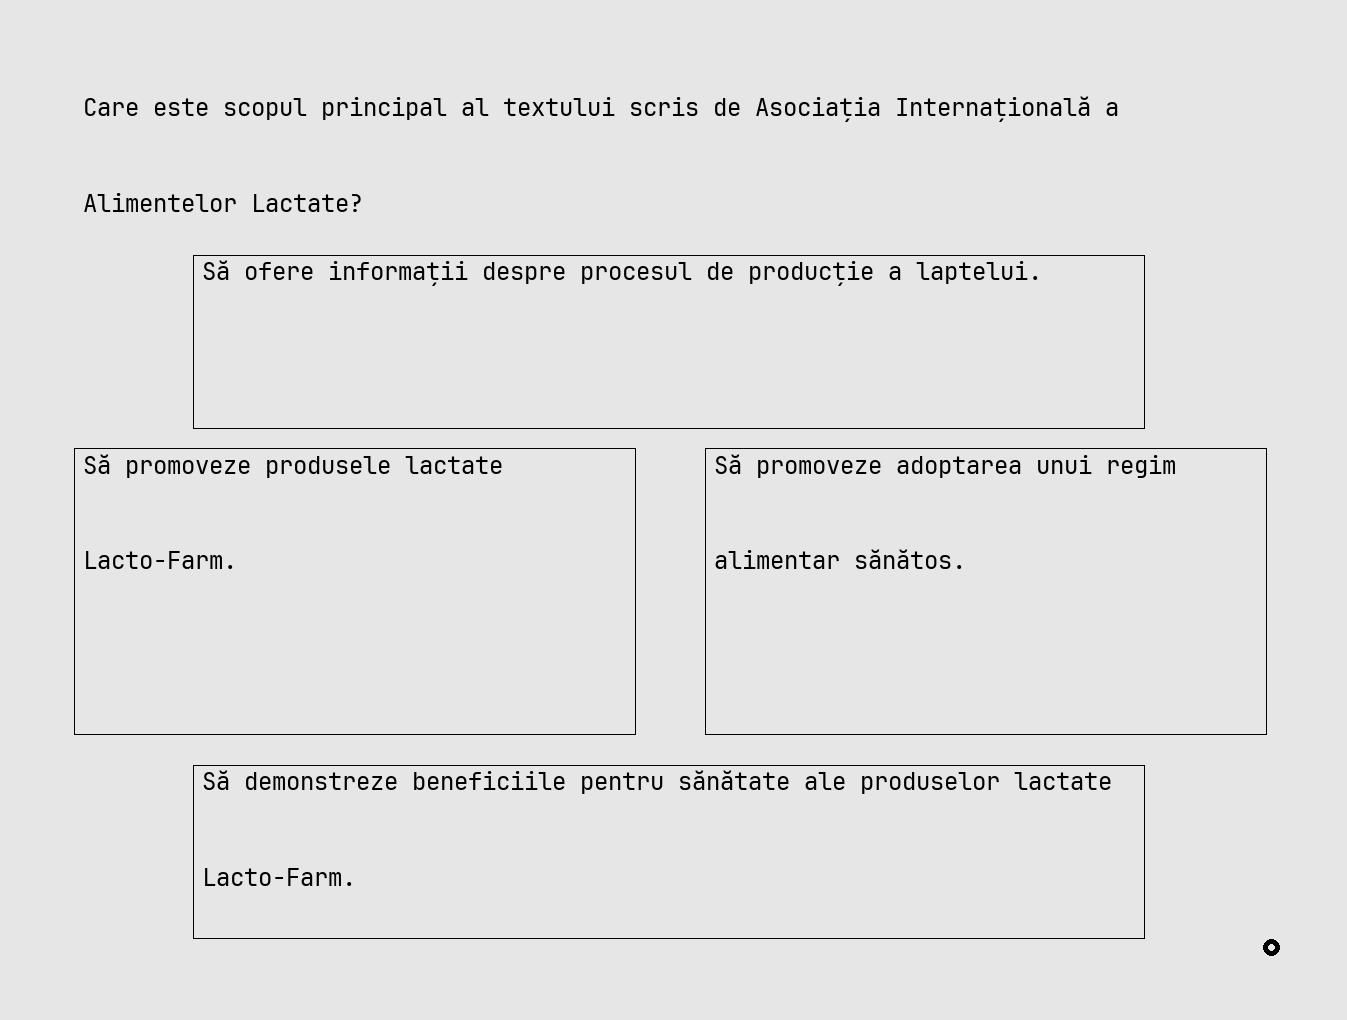 Care este scopul principal al textului scris de Asociația Internațională a
Alimentelor Lactate?
Să ofere informații despre procesul de producție a laptelui.
Să promoveze produsele lactate
Lacto-Farm.
Să promoveze adoptarea unui regim
alimentar sănătos.
Să demonstreze beneficiile pentru sănătate ale produselor lactate
Lacto-Farm.